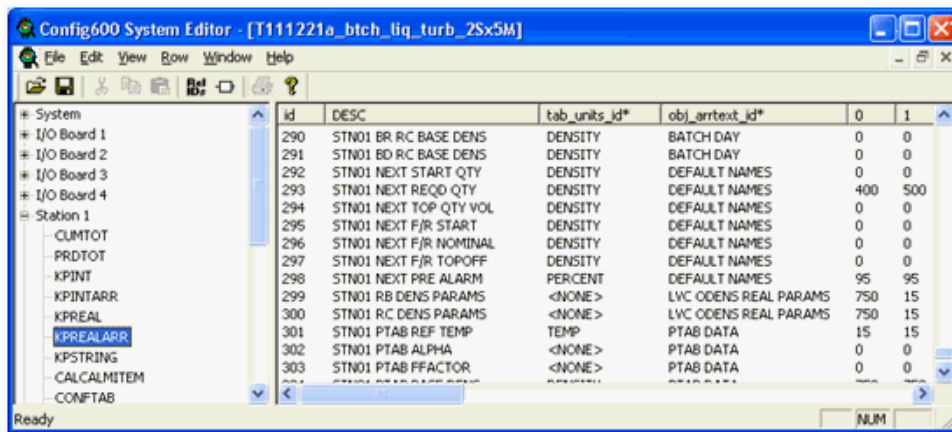 Config600 System Editor - [T111221a_btch_liq_turb_2Sx5M]
File Edit View Row Window Help
Rel IDs
System
I/O Board 1
I/O Board 2
I/O Board 3
I/O Board 4
Station 1
CUMTOT
PRDTOT
KPINT
KPINTARR
KPREAL
KPREALARR
KPSTRING
CALCALMITEM
CONFTAB
id DESC tab_units_id* obj_arrtext_id* 0 1
290 STN01 BR RC BASE DENS DENSITY BATCH DAY 0 0
291 STN01 BD RC BASE DENS DENSITY BATCH DAY 0 0
292 STN01 NEXT START QTY DENSITY DEFAULT NAMES 0 0
293 STN01 NEXT REQD QTY DENSITY DEFAULT NAMES 400 500
294 STN01 NEXT TOP QTY VOL DENSITY DEFAULT NAMES 0 0
295 STN01 NEXT F/R START DENSITY DEFAULT NAMES 0 0
296 STN01 NEXT F/R NOMINAL DENSITY DEFAULT NAMES 0 0
297 STN01 NEXT F/R TOPOFF DENSITY DEFAULT NAMES 0 0
298 STN01 NEXT PRE ALARM PERCENT DEFAULT NAMES 95 95
299 STN01 RB DENS PARAMS <NONE> LVC ODENS REAL PARAMS 750 15
300 STN01 RC DENS PARAMS <NONE> LVC ODENS REAL PARAMS 750 15
301 STN01 PTAB REF TEMP TEMP PTAB DATA 15 15
302 STN01 PTAB ALPHA <NONE> PTAB DATA 0 0
303 STN01 PTAB FFACTOR <NONE> PTAB DATA 0 0
Ready NUM